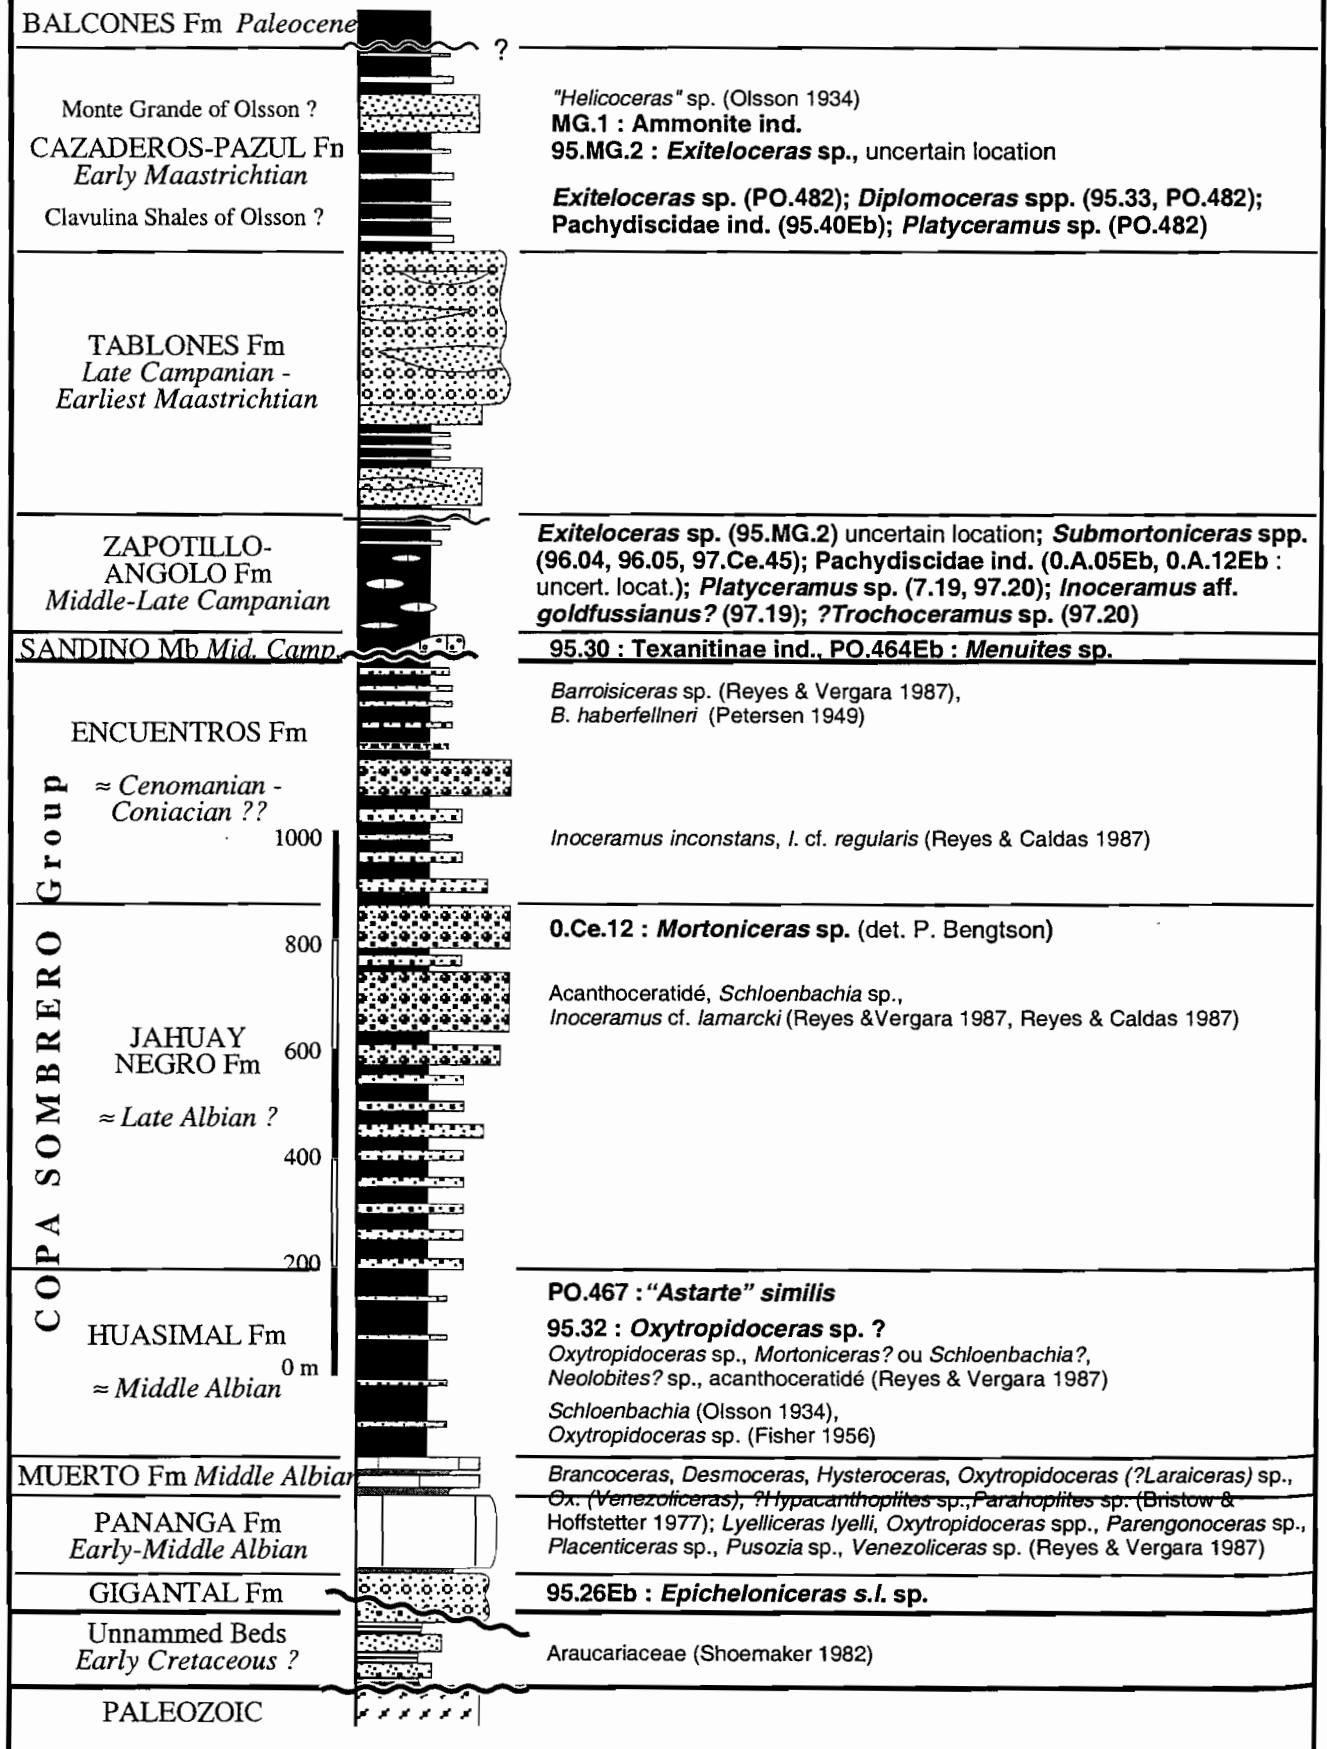 BALCONES Fm Paleocene
?
Monte Grande of Olsson ?
CAZADEROS-PAZUL Fn
Early Maastrichtian
Clavulina Shales of Olsson ?
"Helicoceras" sp. (Olsson 1934)
MG.1 : Ammonite ind.
95.MG.2 : Exiteloceras sp., uncertain location
Exiteloceras sp. (PO.482); Diplomoceras spp. (95.33, PO.482);
Pachydiscidae ind. (95.40Eb); Platyceramus sp. (PO.482)
TABLONES Fm
Late Campanian -
Earliest Maastrichtian
ZAPOTILLO-
ANGOLO Fm
Middle-Late Campanian
Exiteloceras sp. (95.MG.2) uncertain location; Submortoniceras spp.
(96.04, 96.05, 97.Ce.45); Pachydiscidae ind. (0.A.05Eb, 0.A.12Eb :
uncert. locat.); Platyceramus sp. (7.19, 97.20); Inoceramus aff.
goldfussianus? (97.19); ?Trochoceramus sp. (97.20)
SANDINO Mb Mid. Camp.
95.30 : Texanitinae ind., PO.464Eb : Menuites sp.
COPA SOMBRERO Group
ENCUENTROS Fm
≈ Cenomanian -
Coniacian ??
Barroisiceras sp. (Reyes & Vergara 1987),
B. haberfellneri (Petersen 1949)
1000
Inoceramus inconstans, I. cf. regularis (Reyes & Caldas 1987)
0.Ce.12 : Mortoniceras sp. (det. P. Bengtson)
800
Acanthoceratidé, Schloenbachia sp.,
Inoceramus cf. lamarcki (Reyes &Vergara 1987, Reyes & Caldas 1987)
JAHUAY
NEGRO Fm
600
≈ Late Albian ?
400
200
PO.467 : "Astarte" similis
HUASIMAL Fm
0 m
≈ Middle Albian
95.32 : Oxytropidoceras sp. ?
Oxytropidoceras sp., Mortoniceras? ou Schloenbachia?,
Neolobites? sp., acanthoceratidé (Reyes & Vergara 1987)
Schloenbachia (Olsson 1934),
Oxytropidoceras sp. (Fisher 1956)
MUERTO Fm Middle Albian
Brancoceras, Desmoceras, Hysteroceras, Oxytropidoceras (?Laraiceras) sp.,
Ox. (Venezoliceras), ?Hypacanthoplites sp., Parahoplites sp. (Bristow &
Hoffstetter 1977); Lyelliceras lyelli, Oxytropidoceras spp., Parengonoceras sp.,
Placenticeras sp., Pusozia sp., Venezoliceras sp. (Reyes & Vergara 1987)
PANANGA Fm
Early-Middle Albian
GIGANTAL Fm
95.26Eb : Epicheloniceras s.l. sp.
Unnammed Beds
Early Cretaceous ?
Araucariaceae (Shoemaker 1982)
PALEOZOIC